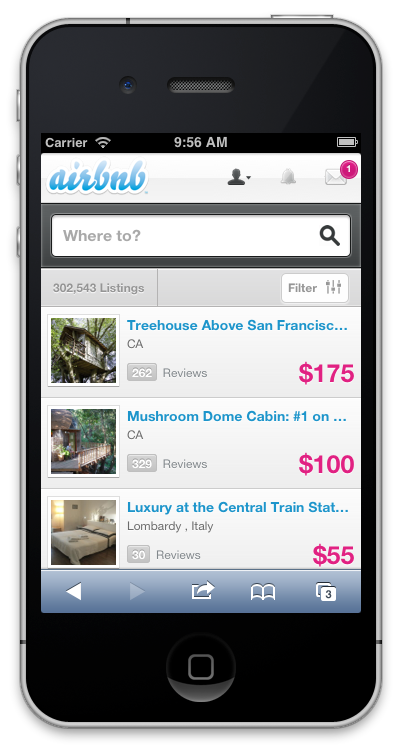 Carrier 9:56 AM
airbnb 1
Where to?
302,543 Listings Filter
Treehouse Above San Francisc...
CA
262 Reviews $175
Mushroom Dome Cabin: #1 on ...
CA
329 Reviews $100
Luxury at the Central Train Stat...
Lombardy , Italy
30 Reviews $55
3